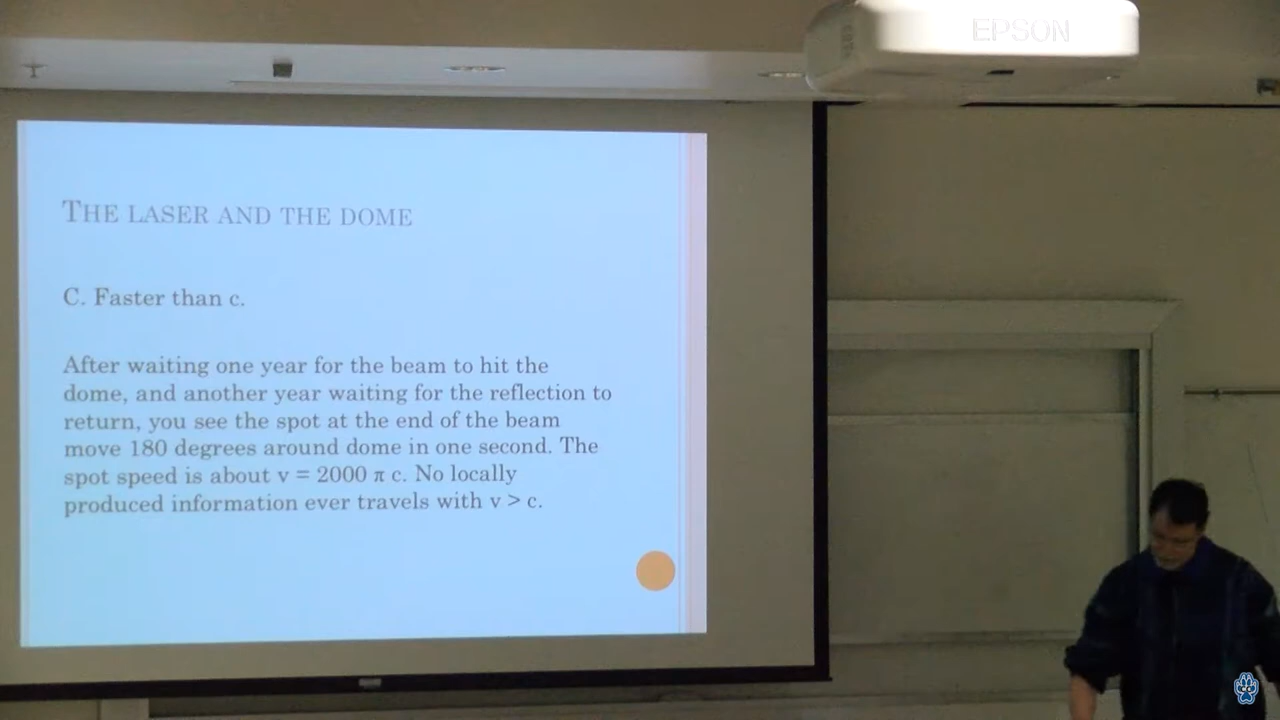 EPSON
THE LASER AND THE DOME
C. Faster than c.
After waiting one year for the beam to hit the
dome, and another year waiting for the reflection to
return, you see the spot at the end of the beam
move 180 degrees around dome in one second. The
spot speed is about v = 2000 π c. No locally
produced information ever travels with v > c.